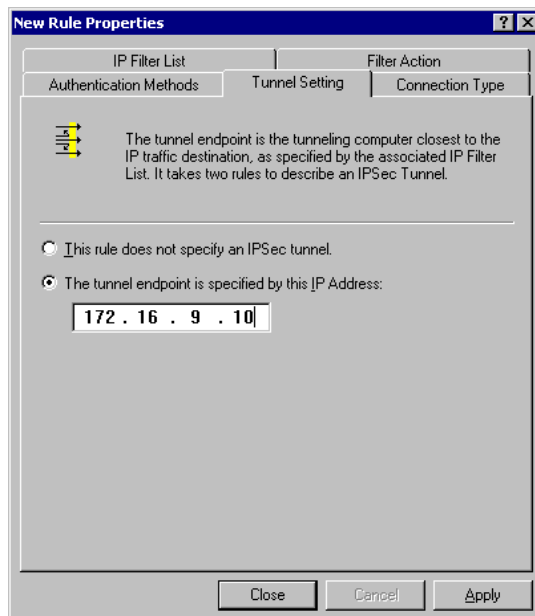 New Rule Properties
IP Filter List
Filter Action
Authentication Methods
Tunnel Setting
Connection Type
The tunnel endpoint is the tunneling computer closest to the
IP traffic destination, as specified by the associated IP Filter
List. It takes two rules to describe an IPSec Tunnel.
This rule does not specify an IPSec tunnel.
The tunnel endpoint is specified by this IP Address:
172 . 16 . 9 . 10
Close
Cancel
Apply